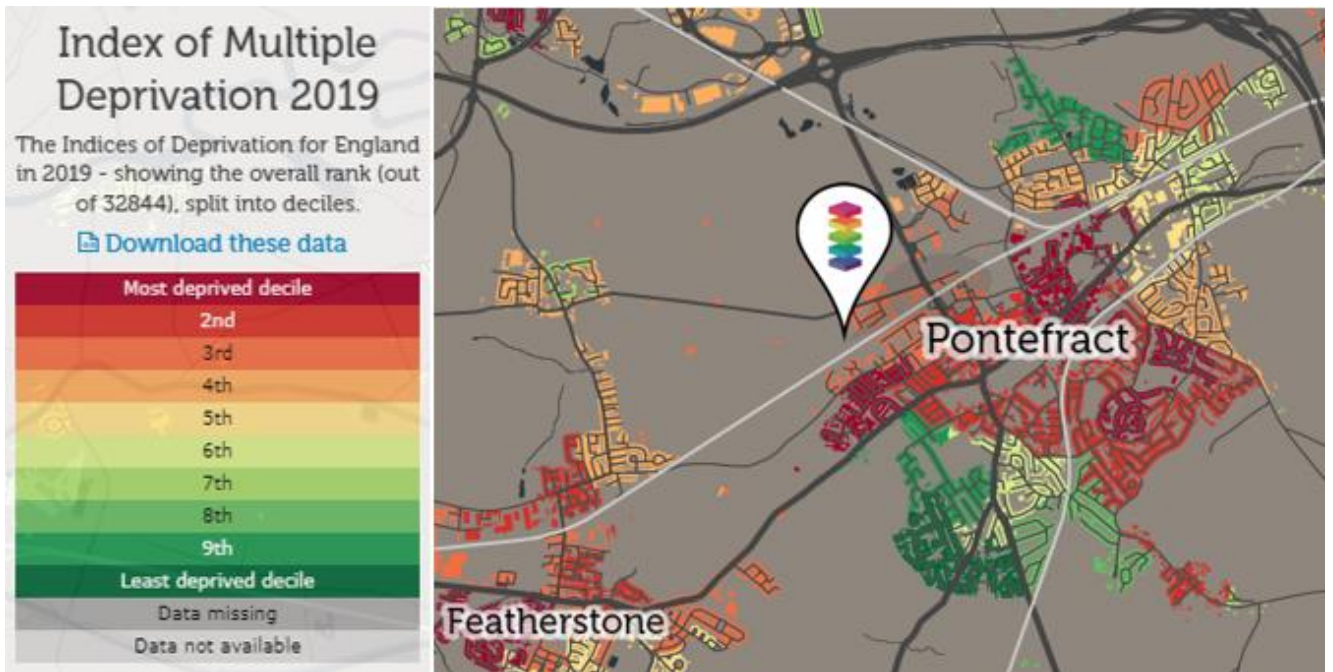 Index of Multiple
Deprivation 2019
The Indices of Deprivation for England
in 2019 - showing the overall rank (out
of 32844), split into deciles.
Download these data
Most deprived decile
2nd
3rd
4th
5th
6th
7th
8th
9th
Least deprived decile
Data missing
Data not available
Pontefract
Featherstone